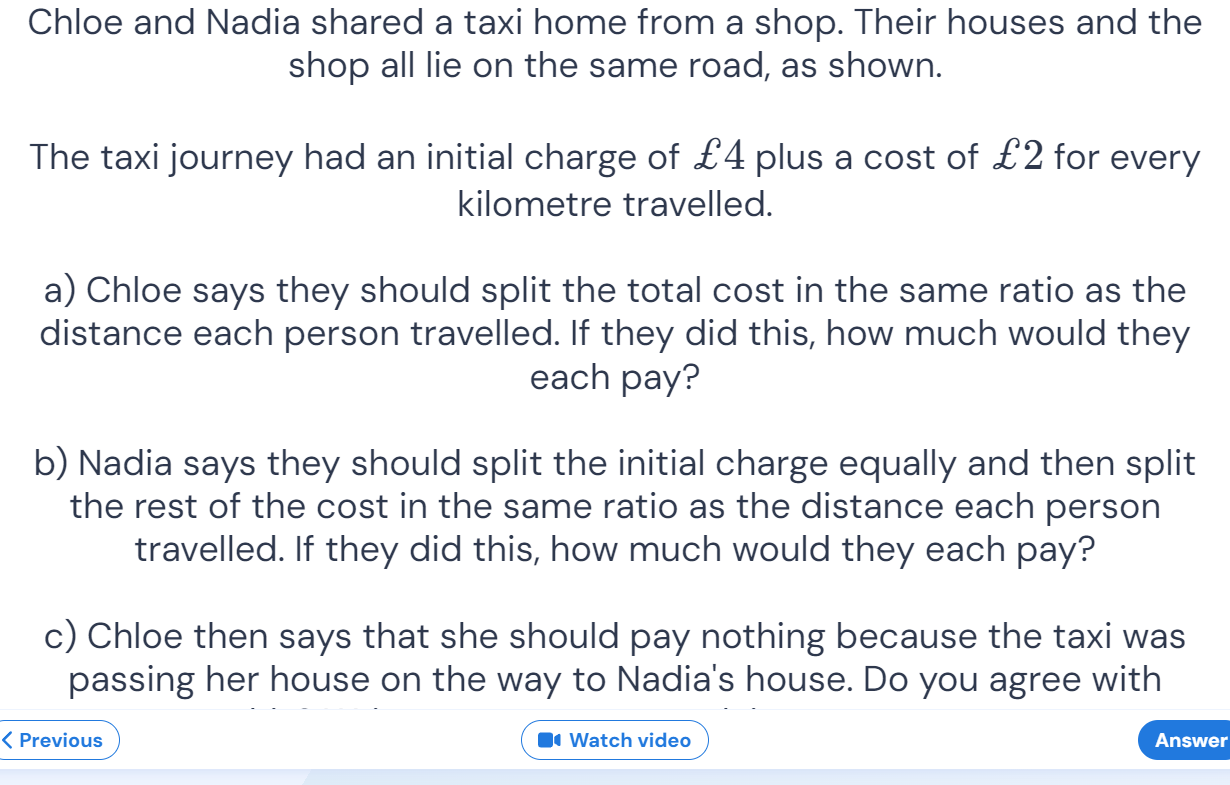 Chloe and Nadia shared a taxi home from a shop. Their houses and the
shop all lie on the same road, as shown.
The taxi journey had an initial charge of £4 plus a cost of £2 for every
kilometre travelled.
a) Chloe says they should split the total cost in the same ratio as the
distance each person travelled. If they did this, how much would they
each pay?
b) Nadia says they should split the initial charge equally and then split
the rest of the cost in the same ratio as the distance each person
travelled. If they did this, how much would they each pay?
c) Chloe then says that she should pay nothing because the taxi was
passing her house on the way to Nadia's house. Do you agree with
Previous
Watch video
Answer